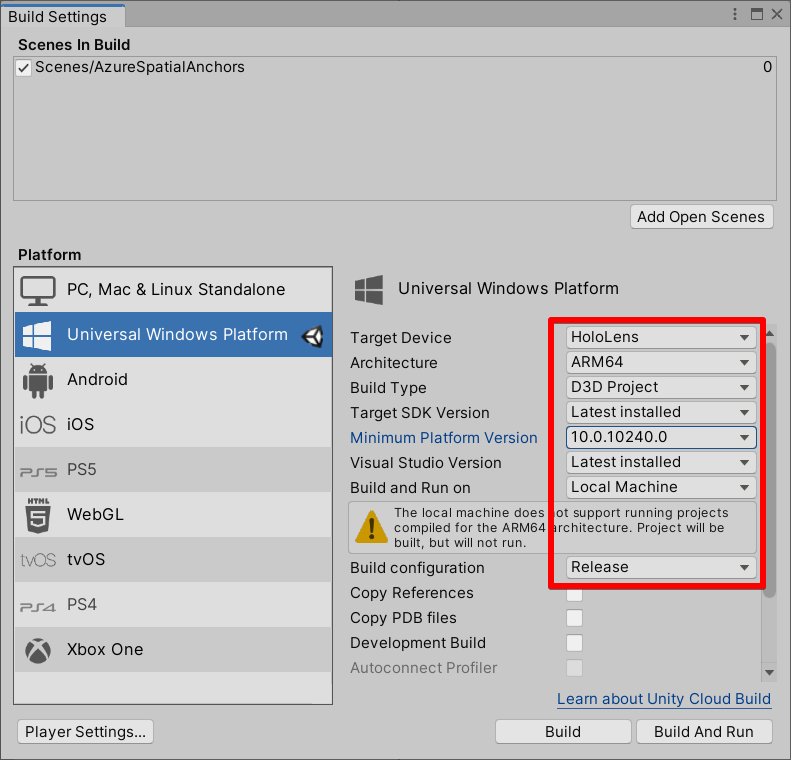 Build Settings
Scenes In Build
Scenes/AzureSpatialAnchors 0
Add Open Scenes
Platform
PC, Mac & Linux Standalone
Universal Windows Platform
Android
iOS iOS
PS5 PS5
HTML
5 WebGL
tvOS tvOS
PS4 PS4
Xbox One
Universal Windows Platform
Target Device HoloLens
Architecture ARM64
Build Type D3D Project
Target SDK Version Latest installed
Minimum Platform Version 10.0.10240.0
Visual Studio Version Latest installed
Build and Run on Local Machine
The local machine does not support running projects
compiled for the ARM64 architecture. Project will be
built, but will not run.
Build configuration Release
Copy References
Copy PDB files
Development Build
Autoconnect Profiler
Learn about Unity Cloud Build
Player Settings... Build Build And Run